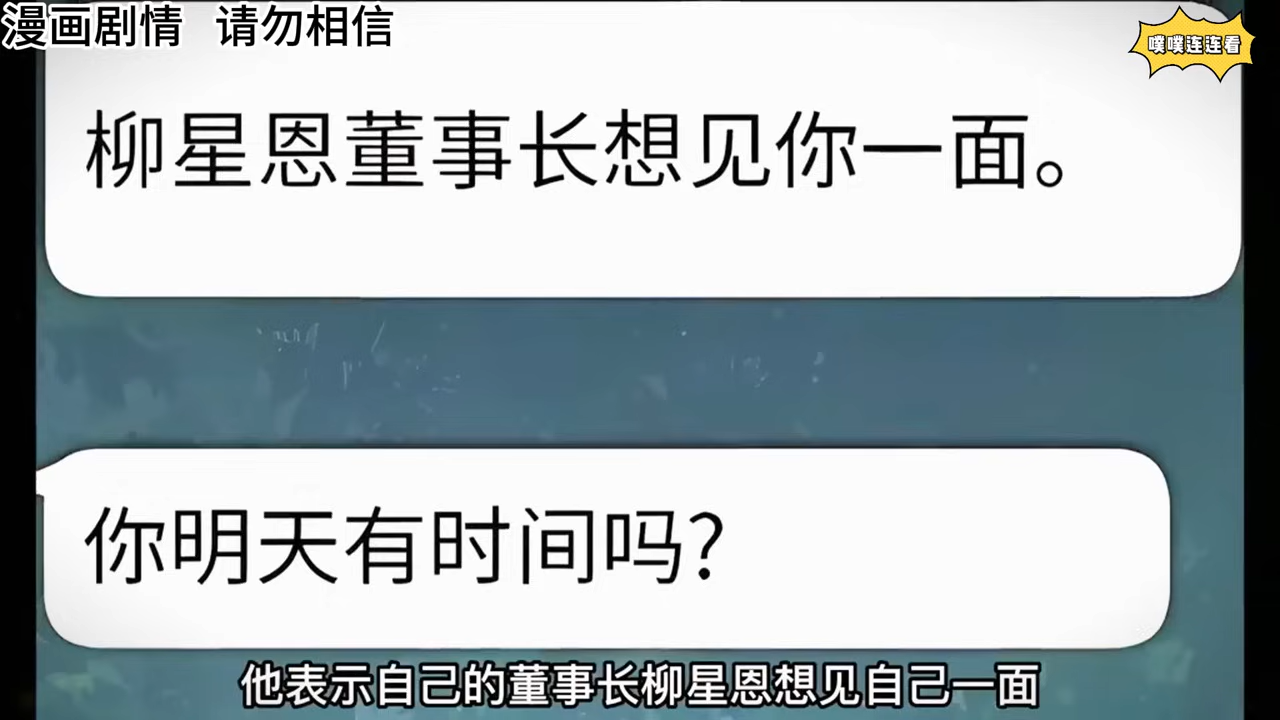 漫画剧情 请勿相信
噗噗连连看
柳星恩董事长想见你一面。
你明天有时间吗?
他表示自己的董事长柳星恩想见自己一面